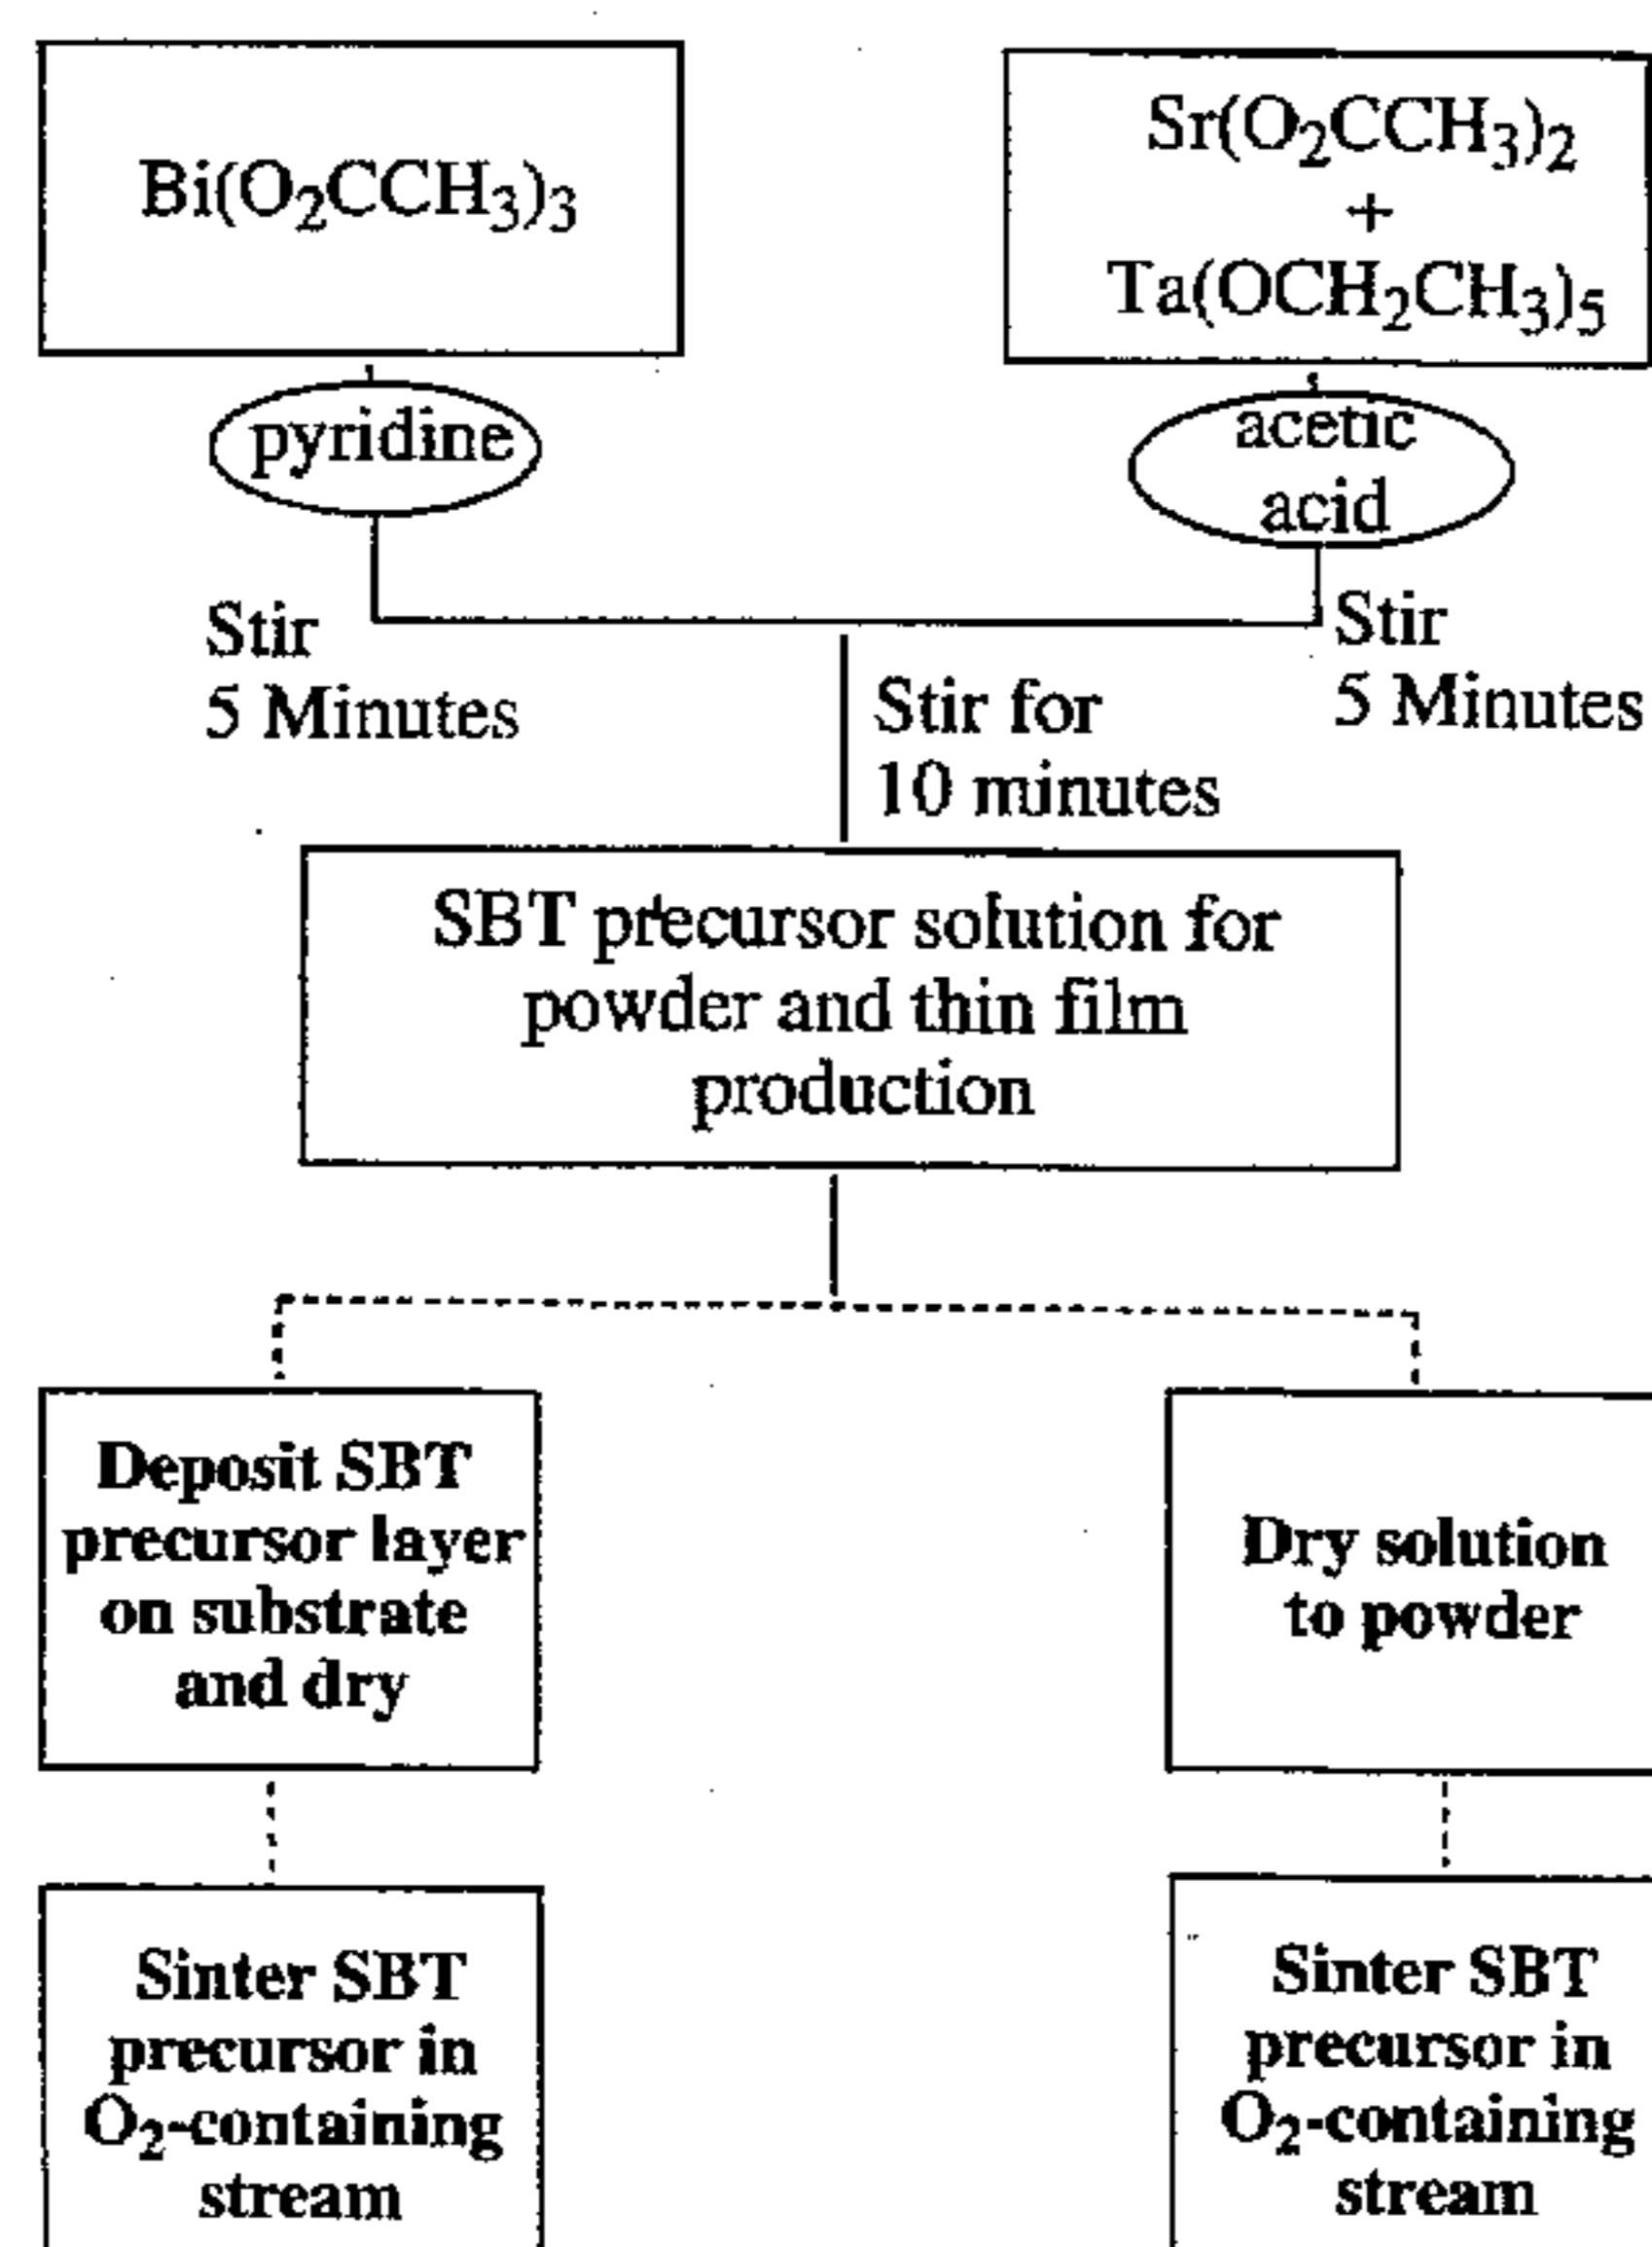 Bi(O₂CCH₃)₃
Sr(O₂CCH₃)₂
+
Ta(OCH₂CH₃)₅
pyridine
acetic
acid
Stir
5 Minutes
Stir
5 Minutes
Stir for
10 minutes
SBT precursor solution for
powder and thin film
production
Deposit SBT
precursor layer
on substrate
and dry
Dry solution
to powder
Sinter SBT
precursor in
O₂-containing
stream
Sinter SBT
precursor in
O₂-containing
stream